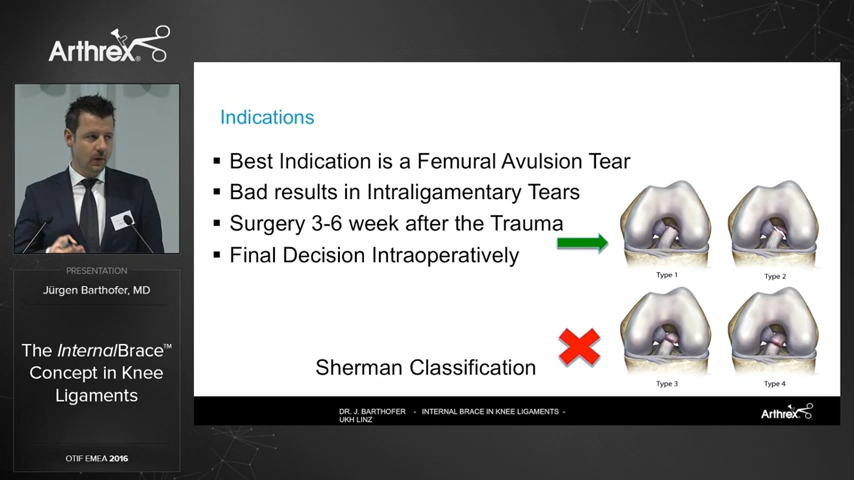 Arthrex®
PRESENTATION
Jürgen Barthofer, MD
The InternalBrace™
Concept in Knee
Ligaments
OTIF EMEA 2016
Indications
▪ Best Indication is a Femural Avulsion Tear
▪ Bad results in Intraligamentary Tears
▪ Surgery 3-6 week after the Trauma
▪ Final Decision Intraoperatively
Type 1
Type 2
Sherman Classification
Type 3
Type 4
DR. J. BARTHOFER - INTERNAL BRACE IN KNEE LIGAMENTS -
UKH LINZ
Arthrex